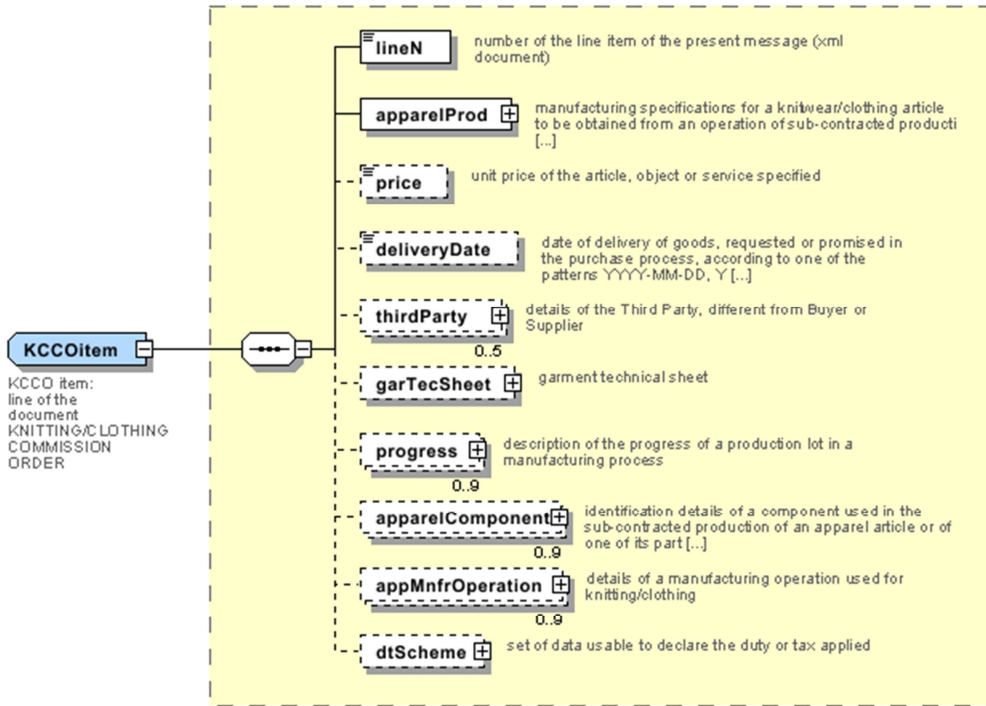 lineN
number of the line item of the present message (xml
document)
apparelProd
manufacturing specifications for a knitwear/clothing article
to be obtained from an operation of sub-contracted producti
[...]
price
unit price of the article, object or service specified
deliveryDate
date of delivery of goods, requested or promised in
the purchase process, according to one of the
patterns YYYY-MM-DD, Y [...]
thirdParty
details of the Third Party, different from Buyer or
Supplier
0..5
KCCOitem
KCCO item:
line of the
document
KNITTING/CLOTHING
COMMISSION
ORDER
garTecSheet
garment technical sheet
progress
description of the progress of a production lot in a
manufacturing process
0..9
apparelComponent
identification details of a component used in the
sub-contracted production of an apparel article or of
one of its part [...]
0..9
appMnfrOperation
details of a manufacturing operation used for
knitting/clothing
0..9
dtScheme
set of data usable to declare the duty or tax applied